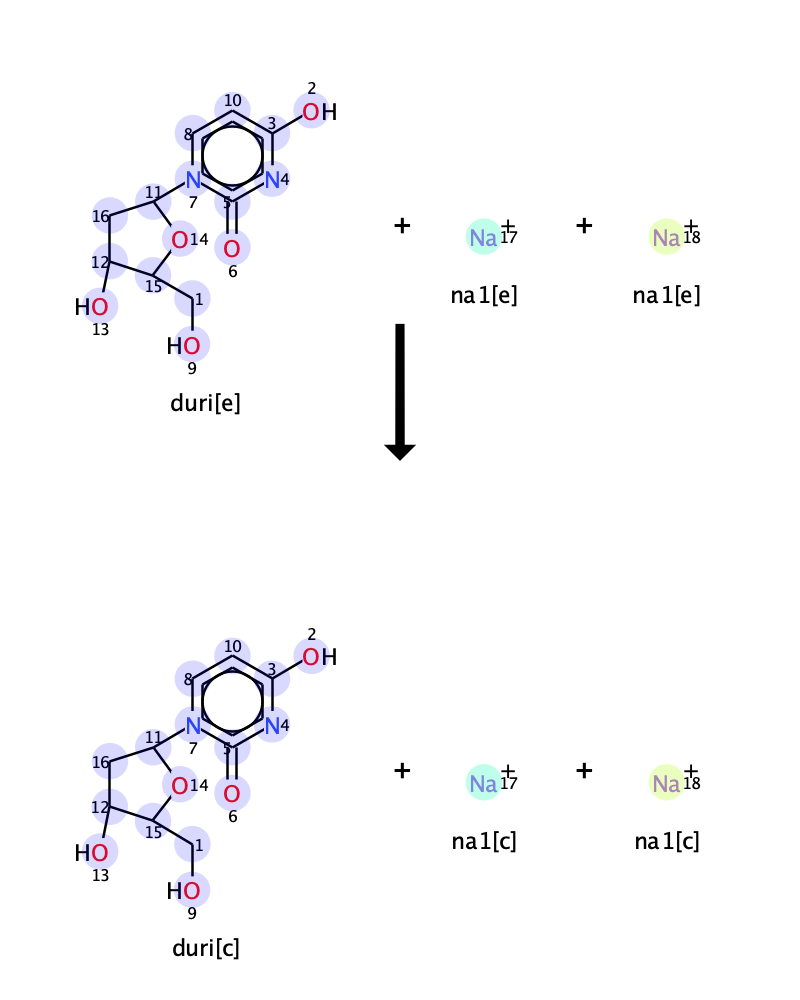 2
10
OH
3
8
N
N4
11
7
5
16
O14
O
+
Na
+
17
+
Na
+
18
12
6
15
1
HO
13
HO
9
na1[e]
na1[e]
duri[e]
2
10
OH
3
8
N
N4
11
7
5
16
O14
O
+
Na
+
17
+
Na
+
18
12
6
15
1
HO
13
HO
9
na1[c]
na1[c]
duri[c]